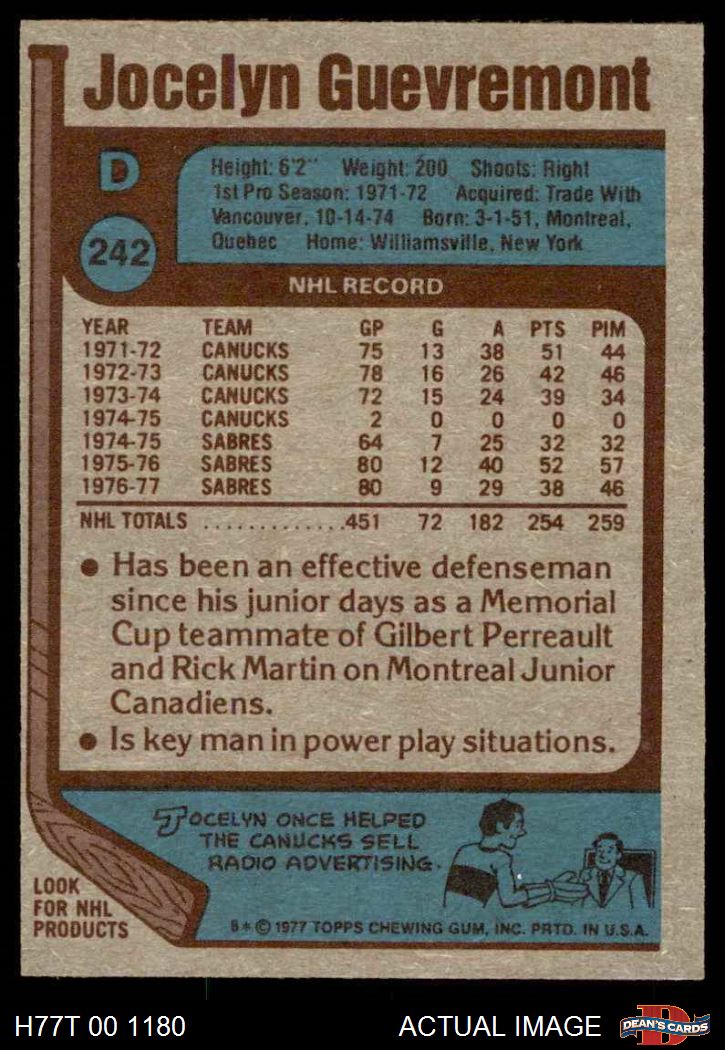 Jocelyn Guevremont
D
242
Height: 6'2" Weight: 200 Shoots: Right
1st Pro Season: 1971-72 Acquired: Trade With
Vancouver, 10-14-74 Born: 3-1-51, Montreal,
Quebec Home: Williamsville, New York
NHL RECORD
YEAR TEAM GP G A PTS PIM
1971-72 CANUCKS 75 13 38 51 44
1972-73 CANUCKS 78 16 26 42 46
1973-74 CANUCKS 72 15 24 39 34
1974-75 CANUCKS 2 0 0 0 0
1974-75 SABRES 64 7 25 32 32
1975-76 SABRES 80 12 40 52 57
1976-77 SABRES 80 9 29 38 46
NHL TOTALS .............451 72 182 254 259
● Has been an effective defenseman
since his junior days as a Memorial
Cup teammate of Gilbert Perreault
and Rick Martin on Montreal Junior
Canadiens.
● Is key man in power play situations.
JOCELYN ONCE HELPED
THE CANUCKS SELL
RADIO ADVERTISING.
LOOK
FOR NHL
PRODUCTS
B* © 1977 TOPPS CHEWING GUM, INC. PRTD. IN U.S.A.
H77T 00 1180 ACTUAL IMAGE
D
DEAN'S CARDS